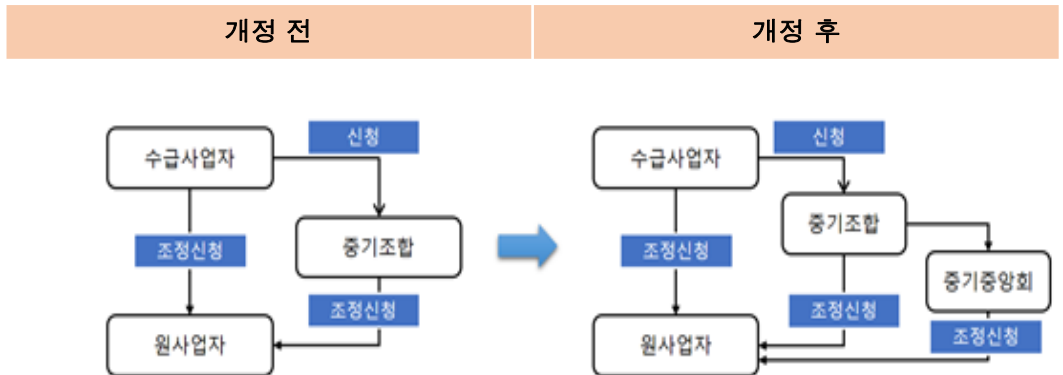 개정 전
개정 후
수급사업자
신청
중기조합
조정신청
조정신청
원사업자
수급사업자
신청
중기조합
조정신청
중기중앙회
조정신청
조정신청
원사업자